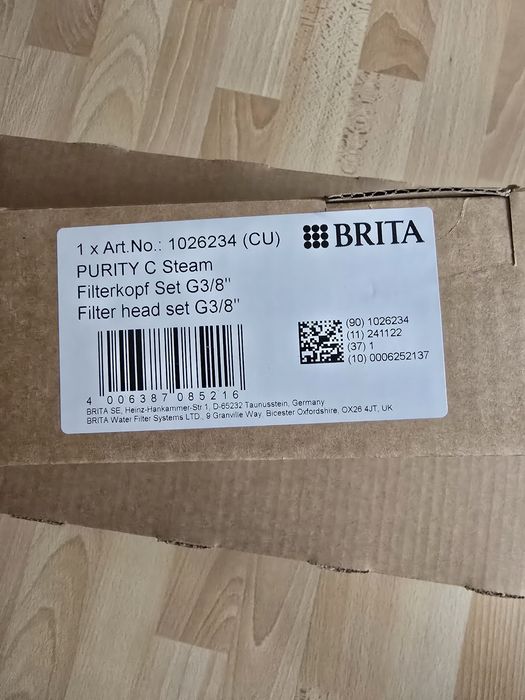 1 x Art.No.: 1026234 (CU)
BRITA
PURITY C Steam
Filterkopf Set G3/8"
Filter head set G3/8"
(90) 1026234
(11) 241122
(37) 1
(10) 0006252137
4 006387 085216
BRITA SE, Heinz-Hankammer-Str 1, D-65232 Taunusstein, Germany
BRITA Water Filter Systems LTD., 9 Granville Way, Bicester Oxfordshire, OX26 4JT, UK